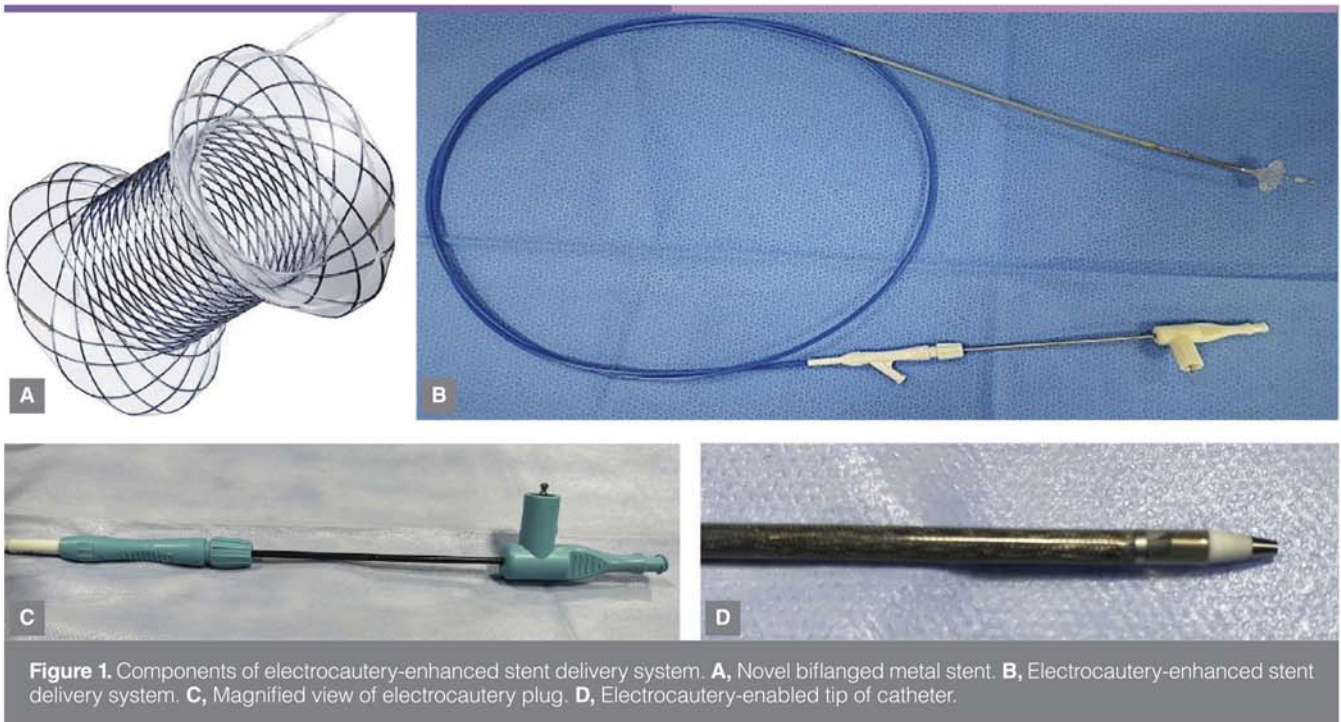 A
B
C
D
Figure 1. Components of electrocautery-enhanced stent delivery system. A, Novel biflanged metal stent. B, Electrocautery-enhanced stent
delivery system. C, Magnified view of electrocautery plug. D, Electrocautery-enabled tip of catheter.